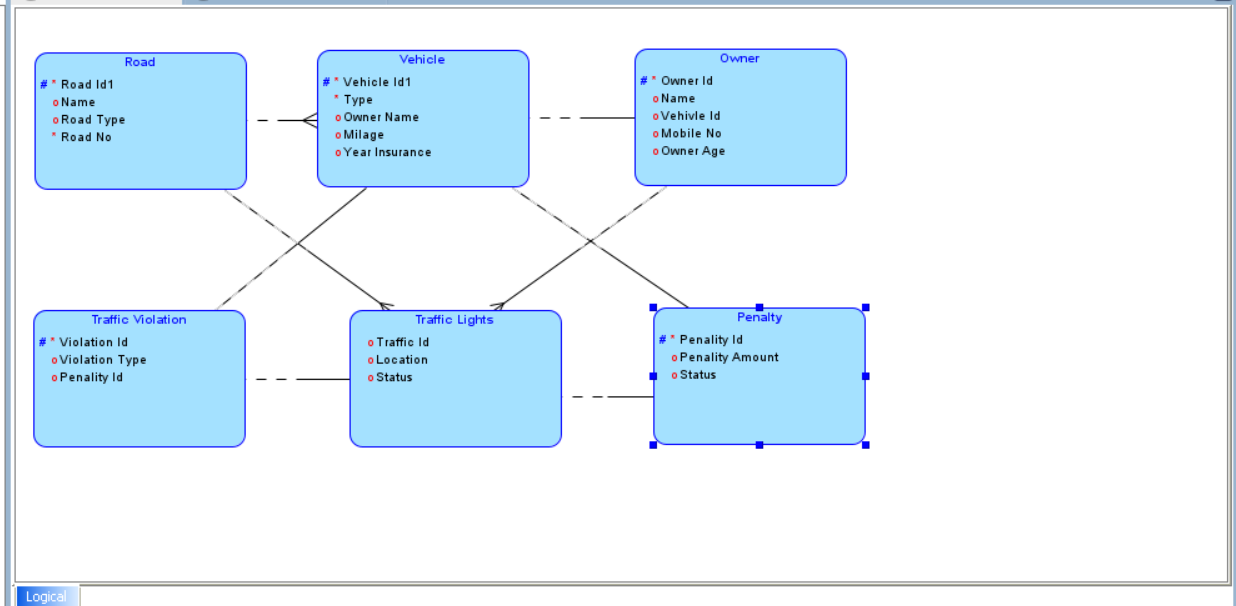 Road
# * Road Id1
o Name
o Road Type
* Road No
Vehicle
# * Vehicle Id1
* Type
o Owner Name
o Milage
o Year Insurance
Owner
# * Owner Id
o Name
o Vehivle Id
o Mobile No
o Owner Age
Traffic Violation
# * Violation Id
o Violation Type
o Penality Id
Traffic Lights
o Traffic Id
o Location
o Status
Penalty
# * Penality Id
o Penality Amount
o Status
Logical